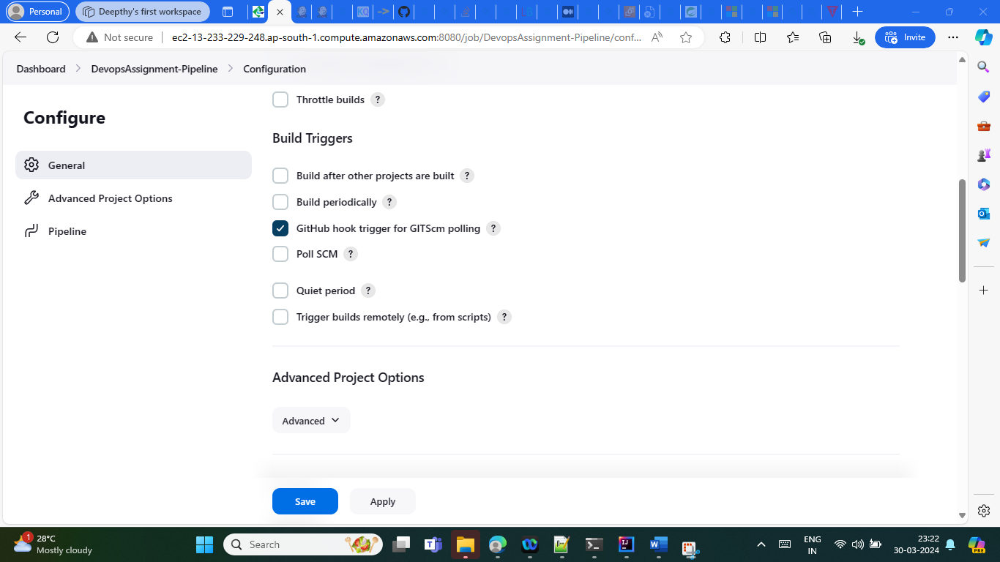 Personal
Deepthy's first workspace
Not secure
ec2-13-233-229-248.ap-south-1.compute.amazonaws.com:8080/job/DevopsAssignment-Pipeline/conf...
Invite
Dashboard
DevopsAssignment-Pipeline
Configuration
Configure
General
Advanced Project Options
Pipeline
Throttle builds ?
Build Triggers
Build after other projects are built ?
Build periodically ?
GitHub hook trigger for GITScm polling ?
Poll SCM ?
Quiet period ?
Trigger builds remotely (e.g., from scripts) ?
Advanced Project Options
Advanced
Save
Apply
1
28°C
Mostly cloudy
Search
ENG
IN
23:22
30-03-2024
PRE